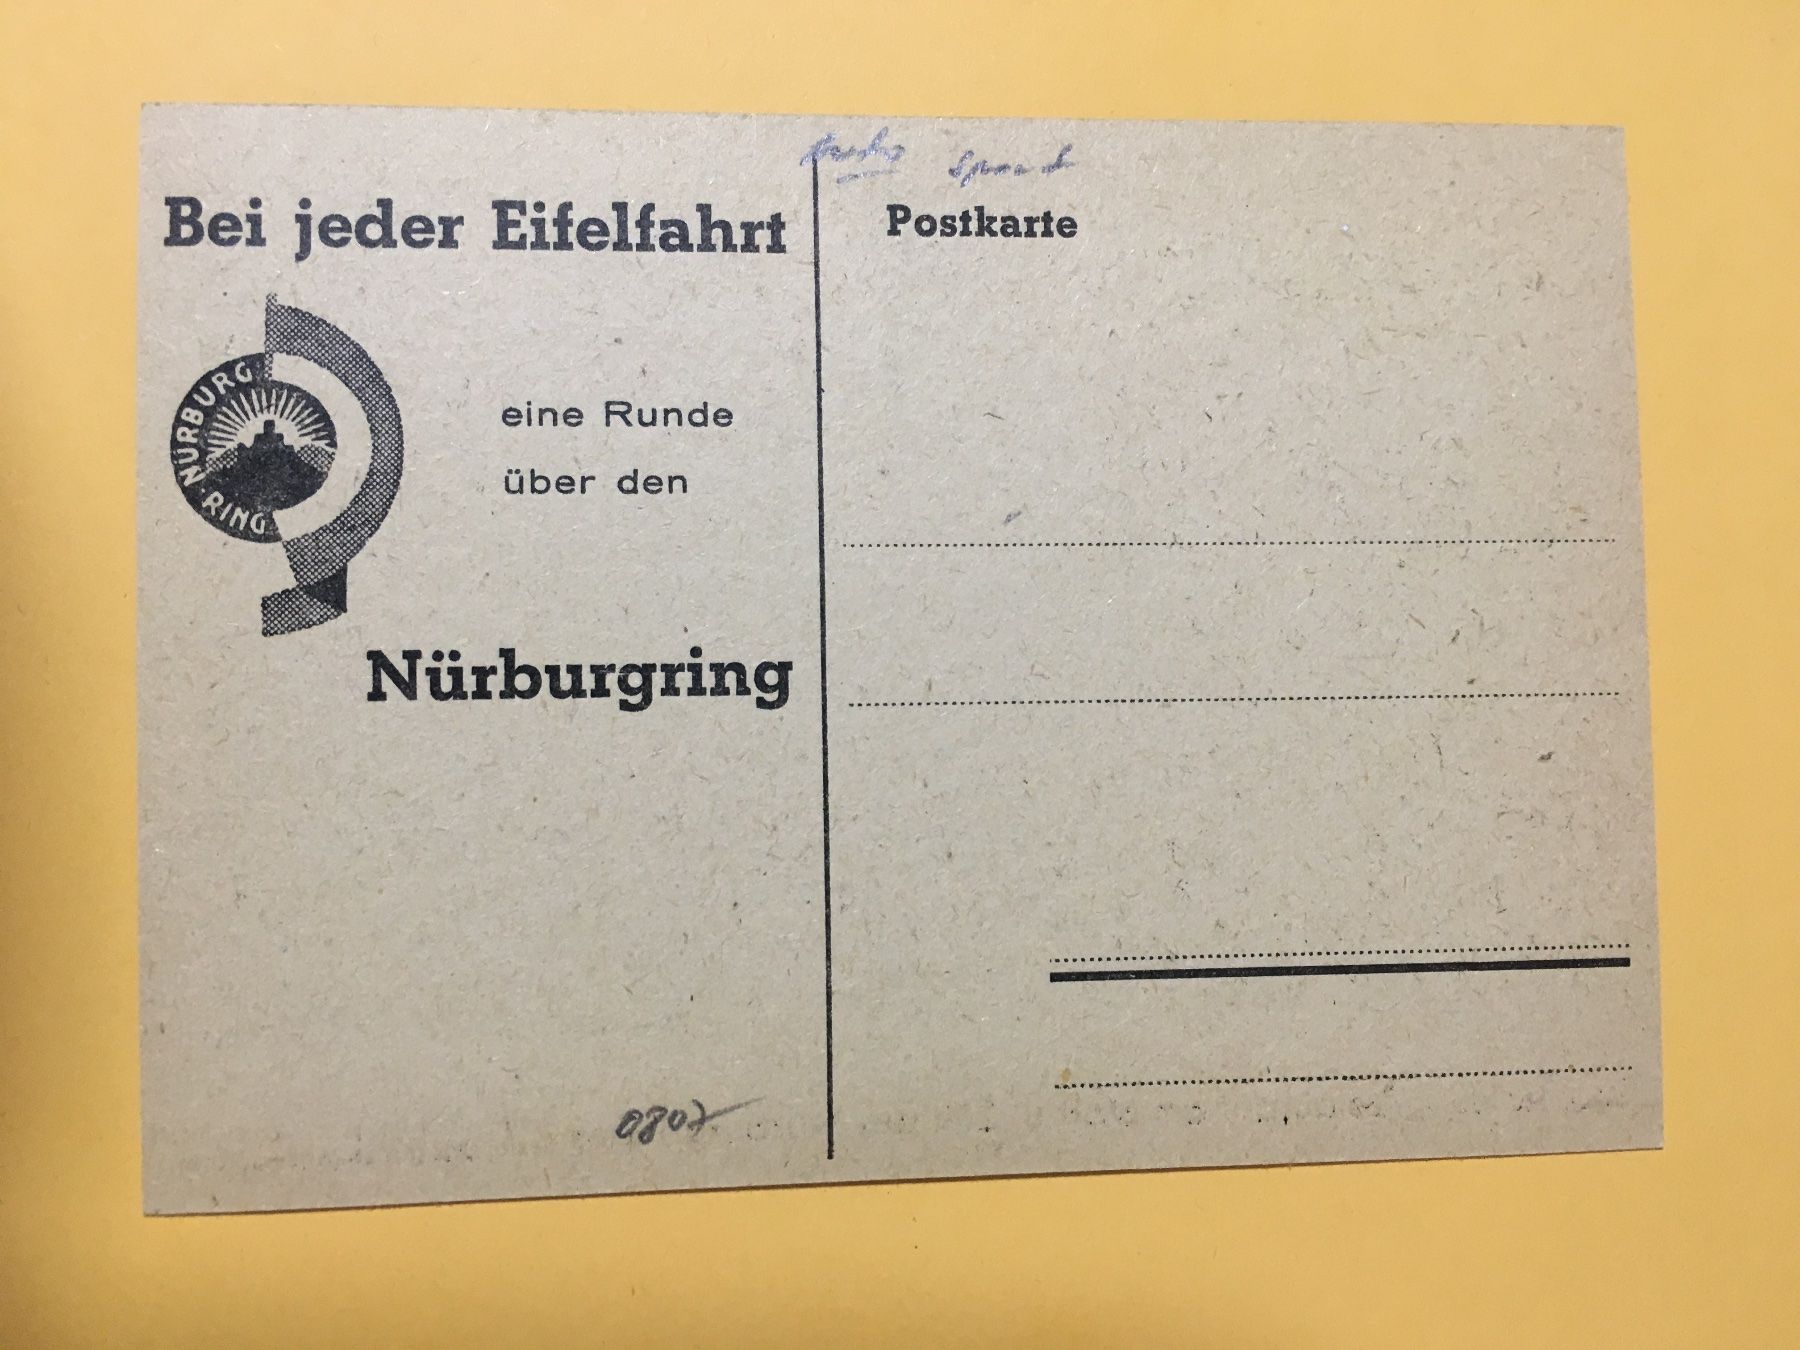 Bei jeder Eifelfahrt
NÜRBURG·RING
eine Runde
über den
Nürburgring
0807
Postkarte